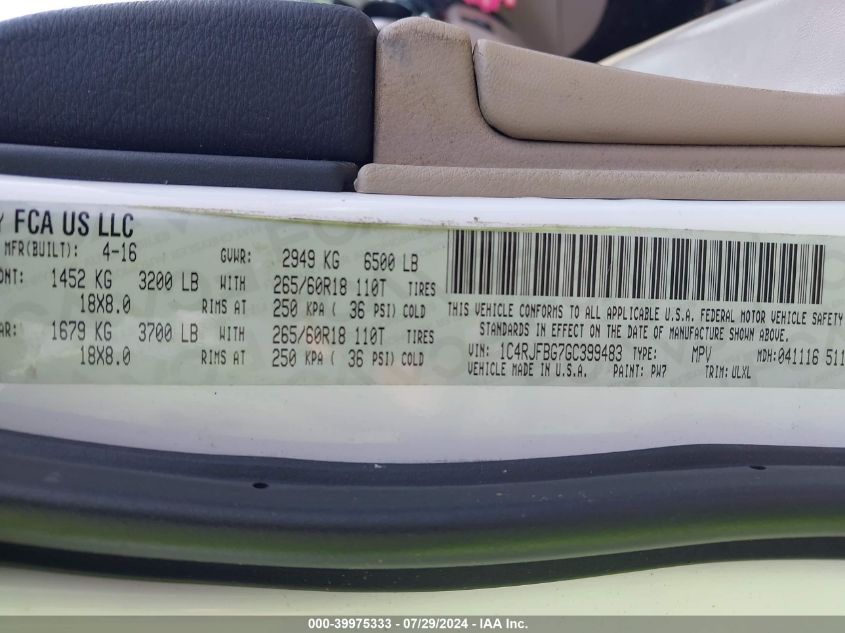 FCA US LLC
MFR(BUILT): 4-16 GVWR: 2949 KG 6500 LB
ONT: 1452 KG 3200 LB WITH 265/60R18 110T TIRES
18X8.0 RIMS AT 250 KPA ( 36 PSI) COLD
AR: 1679 KG 3700 LB WITH 265/60R18 110T TIRES
18X8.0 RIMS AT 250 KPA ( 36 PSI) COLD
THIS VEHICLE CONFORMS TO ALL APPLICABLE U.S.A. FEDERAL MOTOR VEHICLE SAFETY
STANDARDS IN EFFECT ON THE DATE OF MANUFACTURE SHOWN ABOVE.
VIN: 1C4RJFBG7GC399483 TYPE: MPV MDH: 041116 511
VEHICLE MADE IN U.S.A. PAINT: PW7 TRIM: ULXL
000-39975333 - 07/29/2024 - IAA Inc.